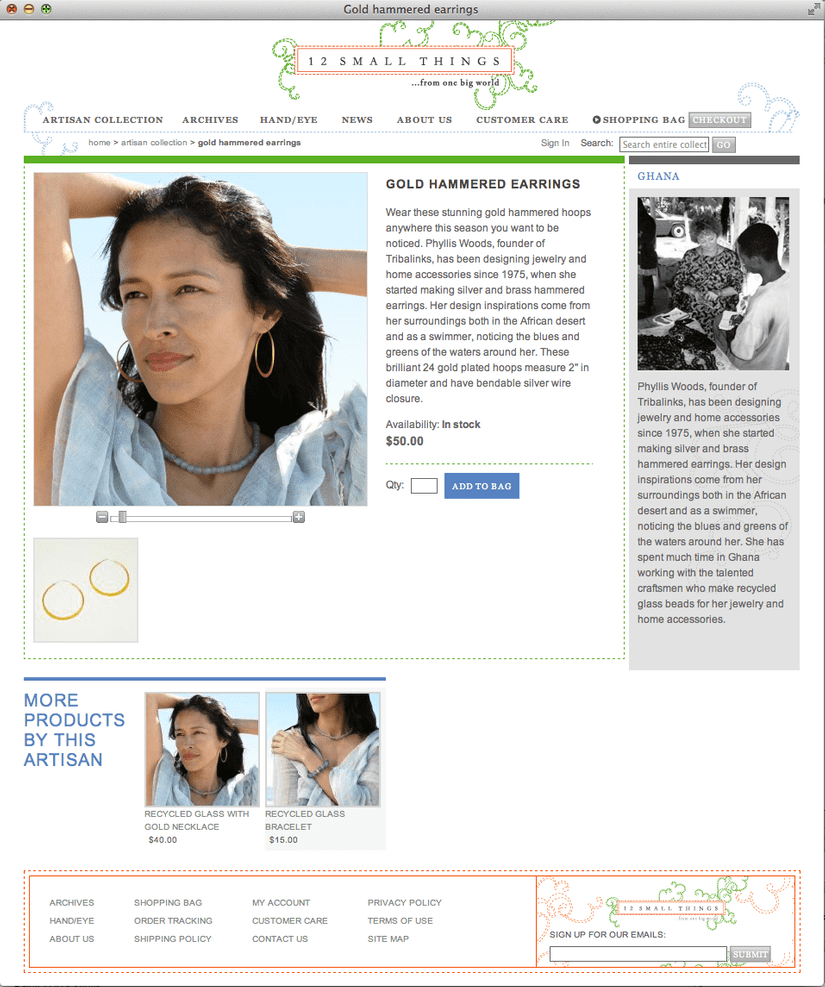 Gold hammered earrings
12 SMALL THINGS
...from one big world
ARTISAN COLLECTION ARCHIVES HAND/EYE NEWS ABOUT US CUSTOMER CARE SHOPPING BAG CHECKOUT
home > artisan collection > gold hammered earrings Sign In Search: Search entire collect GO
GOLD HAMMERED EARRINGS
Wear these stunning gold hammered hoops
anywhere this season you want to be
noticed. Phyllis Woods, founder of
Tribalinks, has been designing jewelry and
home accessories since 1975, when she
started making silver and brass hammered
earrings. Her design inspirations come from
her surroundings both in the African desert
and as a swimmer, noticing the blues and
greens of the waters around her. These
brilliant 24 gold plated hoops measure 2" in
diameter and have bendable silver wire
closure.
Availability: In stock
$50.00
Qty: ADD TO BAG
GHANA
Phyllis Woods, founder of
Tribalinks, has been designing
jewelry and home accessories
since 1975, when she started
making silver and brass
hammered earrings. Her design
inspirations come from her
surroundings both in the African
desert and as a swimmer,
noticing the blues and greens of
the waters around her. She has
spent much time in Ghana
working with the talented
craftsmen who make recycled
glass beads for her jewelry and
home accessories.
MORE
PRODUCTS
BY THIS
ARTISAN
RECYCLED GLASS WITH
GOLD NECKLACE
$40.00
RECYCLED GLASS
BRACELET
$15.00
ARCHIVES SHOPPING BAG MY ACCOUNT PRIVACY POLICY
HAND/EYE ORDER TRACKING CUSTOMER CARE TERMS OF USE
ABOUT US SHIPPING POLICY CONTACT US SITE MAP
12 SMALL THINGS
...from one big world
SIGN UP FOR OUR EMAILS:
SUBMIT